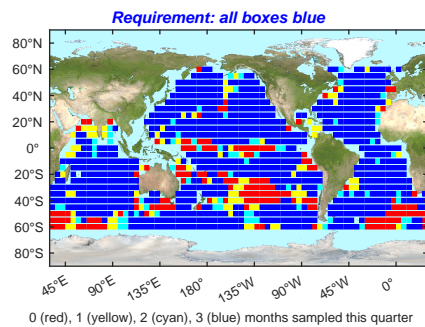 Requirement: all boxes blue
80°N
60°N
40°N
20°N
0°
20°S
40°S
60°S
80°S
45°E
90°E
135°E
180°
135°W
90°W
45°W
0°
0 (red), 1 (yellow), 2 (cyan), 3 (blue) months sampled this quarter